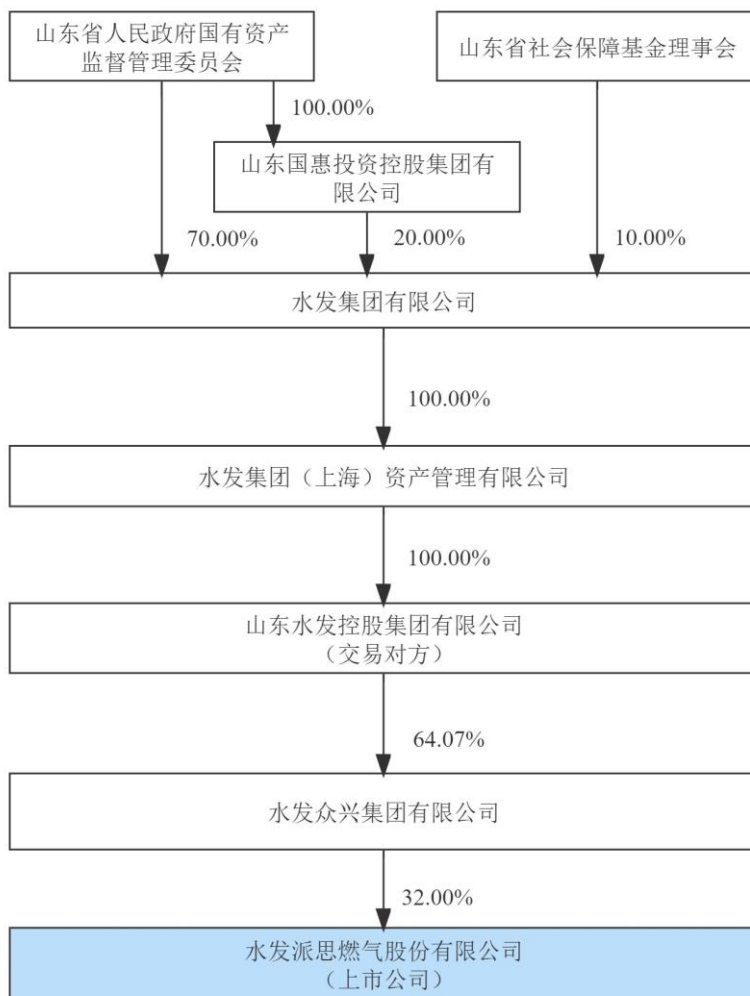 山东省人民政府国有资产
监督管理委员会
山东省社会保障基金理事会
100.00%
山东国惠投资控股集团有
限公司
70.00%
20.00%
10.00%
水发集团有限公司
100.00%
水发集团（上海）资产管理有限公司
100.00%
山东水发控股集团有限公司
（交易对方）
64.07%
水发众兴集团有限公司
32.00%
水发派思燃气股份有限公司
（上市公司）